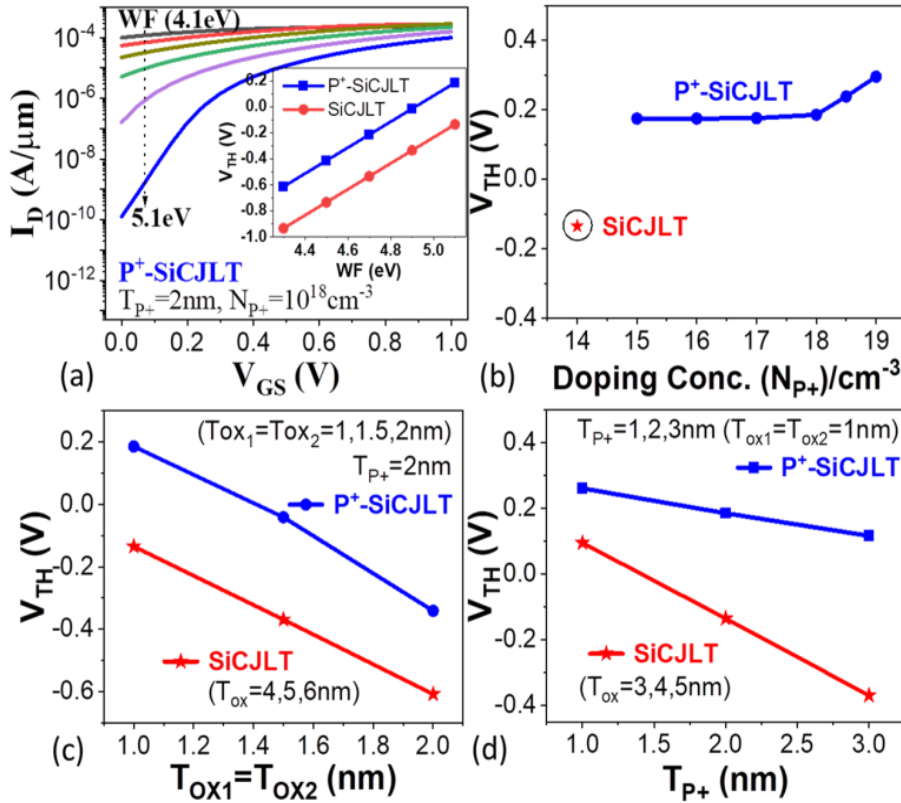 WF (4.1eV)
10⁻⁴
10⁻⁶
10⁻⁸
10⁻¹⁰
10⁻¹²
I_D (A/μm)
5.1eV
P⁺-SiCJLT
T_P+=2nm, N_P+=10¹⁸cm⁻³
0.0 0.2 0.4 0.6 0.8 1.0
V_GS (V)
(a)
P⁺-SiCJLT
SiCJLT
0.2
0.0
-0.2
-0.4
-0.6
-0.8
-1.0
V_TH (V)
4.4 4.6 4.8 5.0
WF (eV)
0.4
0.2
0.0
-0.2
-0.4
V_TH (V)
P⁺-SiCJLT
SiCJLT
14 15 16 17 18 19
(b)
Doping Conc. (N_P+)/cm⁻³
(Tox₁=Tox₂=1,1.5,2nm)
T_P+=2nm
P⁺-SiCJLT
0.2
0.0
-0.2
-0.4
-0.6
V_TH (V)
SiCJLT
(T_ox=4,5,6nm)
1.0 1.2 1.4 1.6 1.8 2.0
(c)
T_OX1=T_OX2 (nm)
T_P+=1,2,3nm (T_ox1=T_ox2=1nm)
P⁺-SiCJLT
0.4
0.2
0.0
-0.2
-0.4
V_TH (V)
SiCJLT
(T_ox=3,4,5nm)
1.0 1.5 2.0 2.5 3.0
(d)
T_P+ (nm)